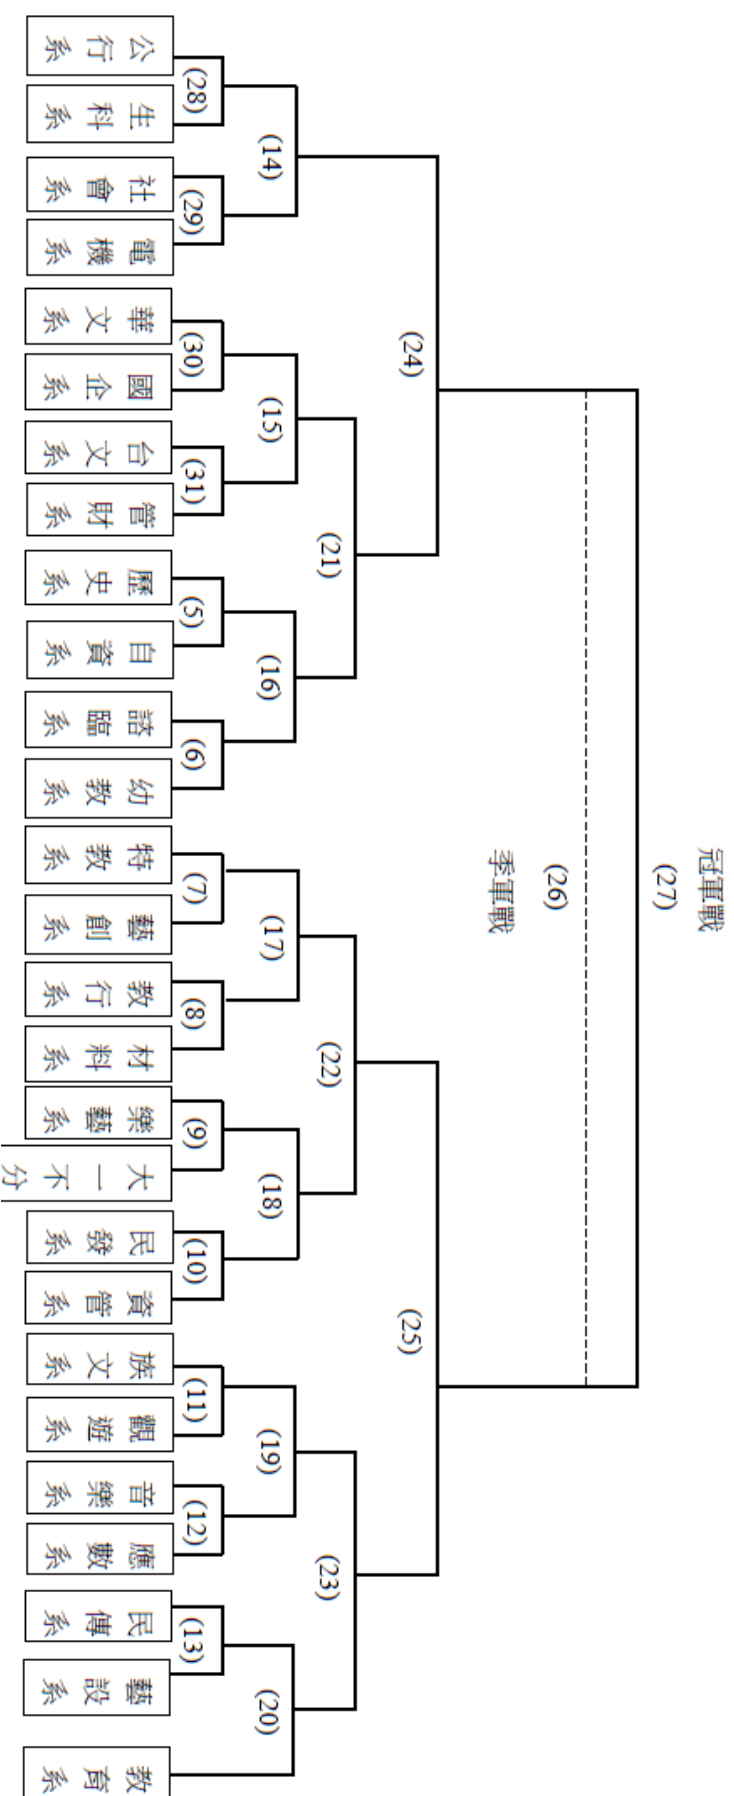 冠軍戰
(27)
(26)
季軍戰
(24)
(25)
(21)
(22)
(23)
(14)
(15)
(16)
(17)
(18)
(19)
(20)
(28)
(29)
(30)
(31)
(5)
(6)
(7)
(8)
(9)
(10)
(11)
(12)
(13)
公行系
生科系
社會系
電機系
華文系
國企系
台文系
管財系
歷史系
自資系
諮臨系
幼教系
特教系
藝創系
教行系
材料系
樂藝系
大一不分
民發系
資管系
族文系
觀遊系
音樂系
應數系
民傳系
藝設系
教育系